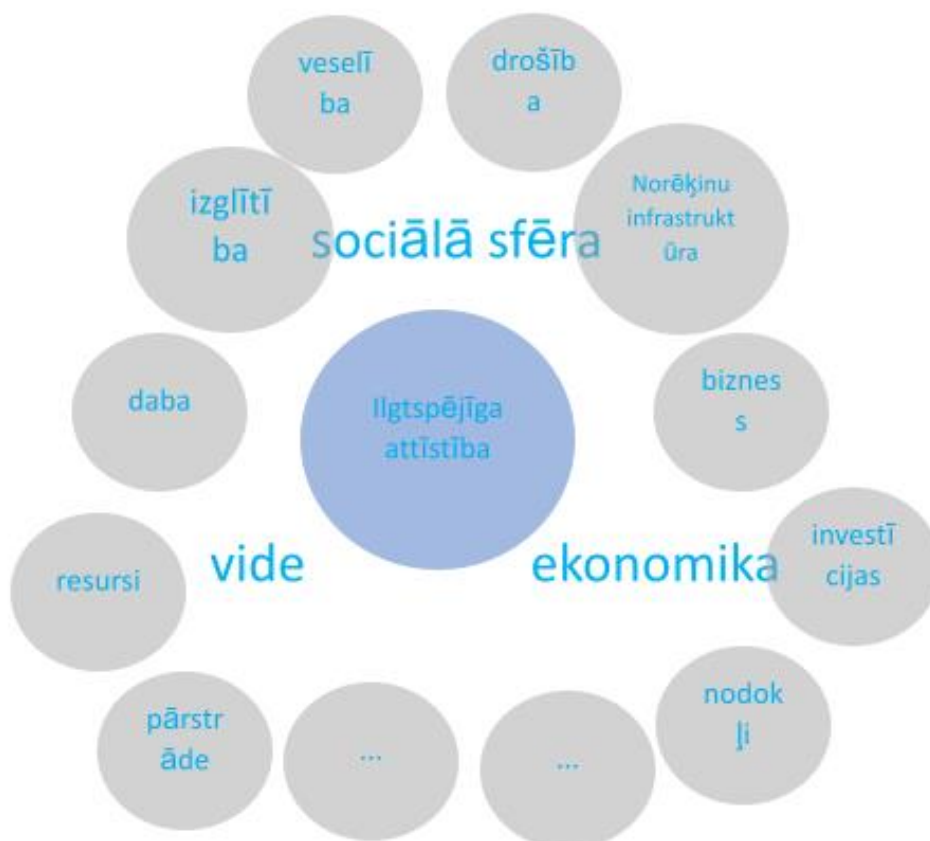 veselī
ba
drošīb
a
izglītī
ba
sociālā sfēra
Norēķinu
infrastrukt
ūra
daba
Ilgtspējīga
attīstība
biznes
s
resursi
vide
ekonomika
investī
cijas
pārstr
āde
...
...
nodok
ļi